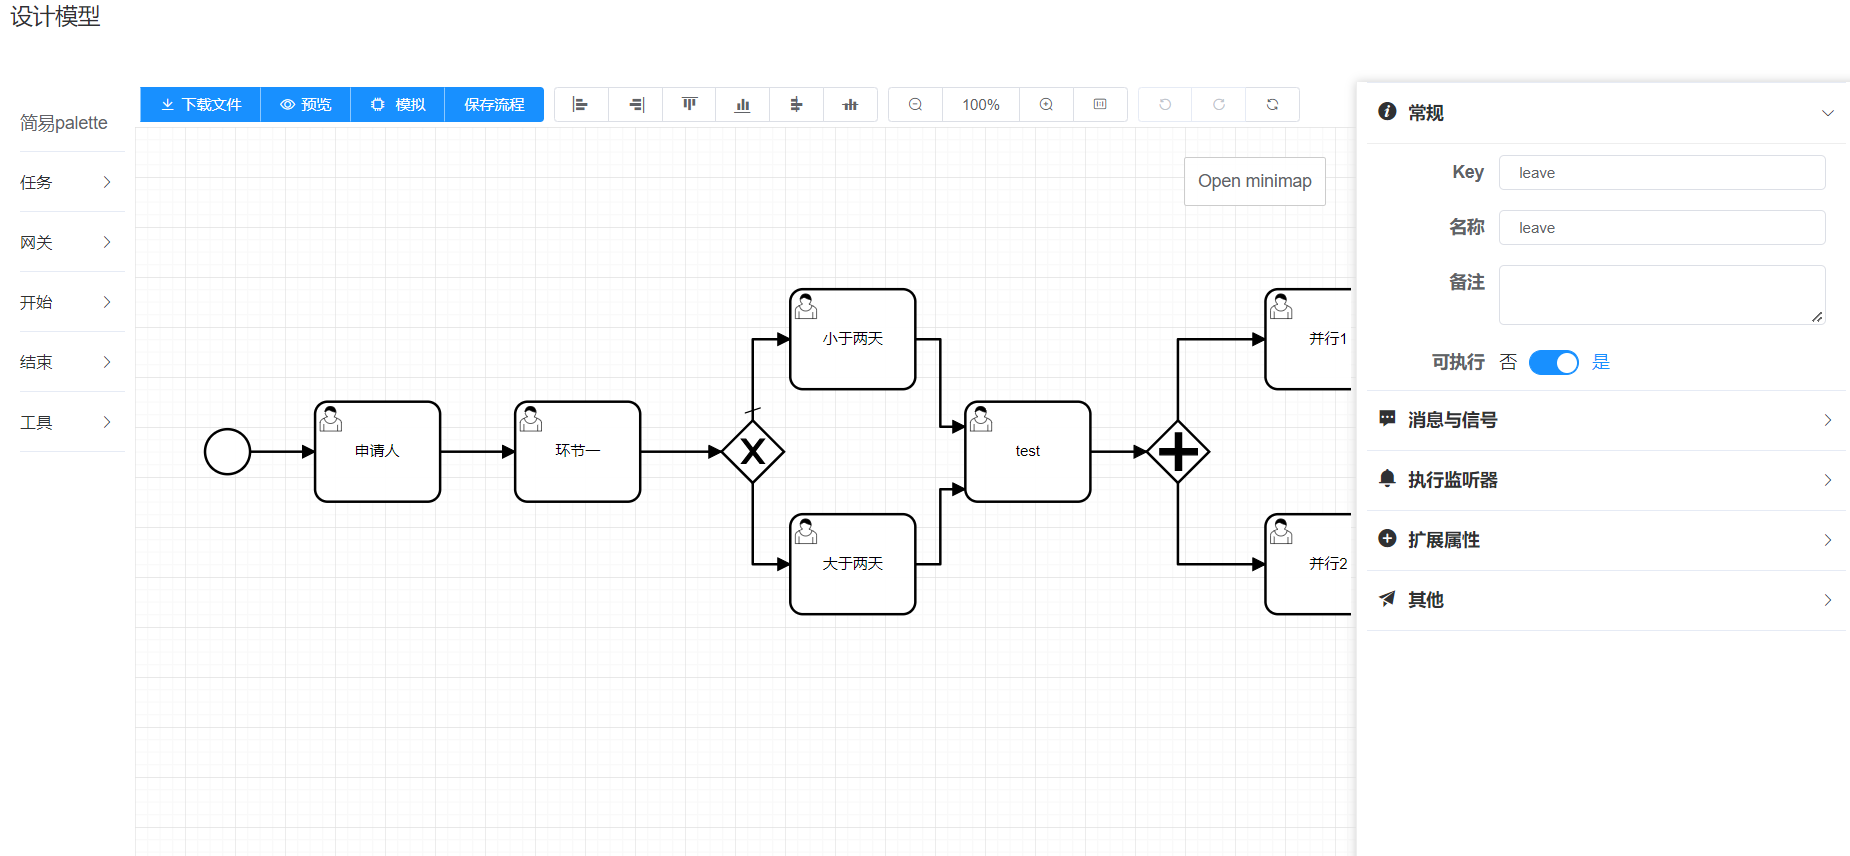 设计模型
简易palette
任务
网关
开始
结束
工具
下载文件 预览 模拟 保存流程 100%
Open minimap
申请人
环节一
小于两天
大于两天
test
并行1
并行2
常规
Key leave
名称 leave
备注
可执行 否 是
消息与信号
执行监听器
扩展属性
其他